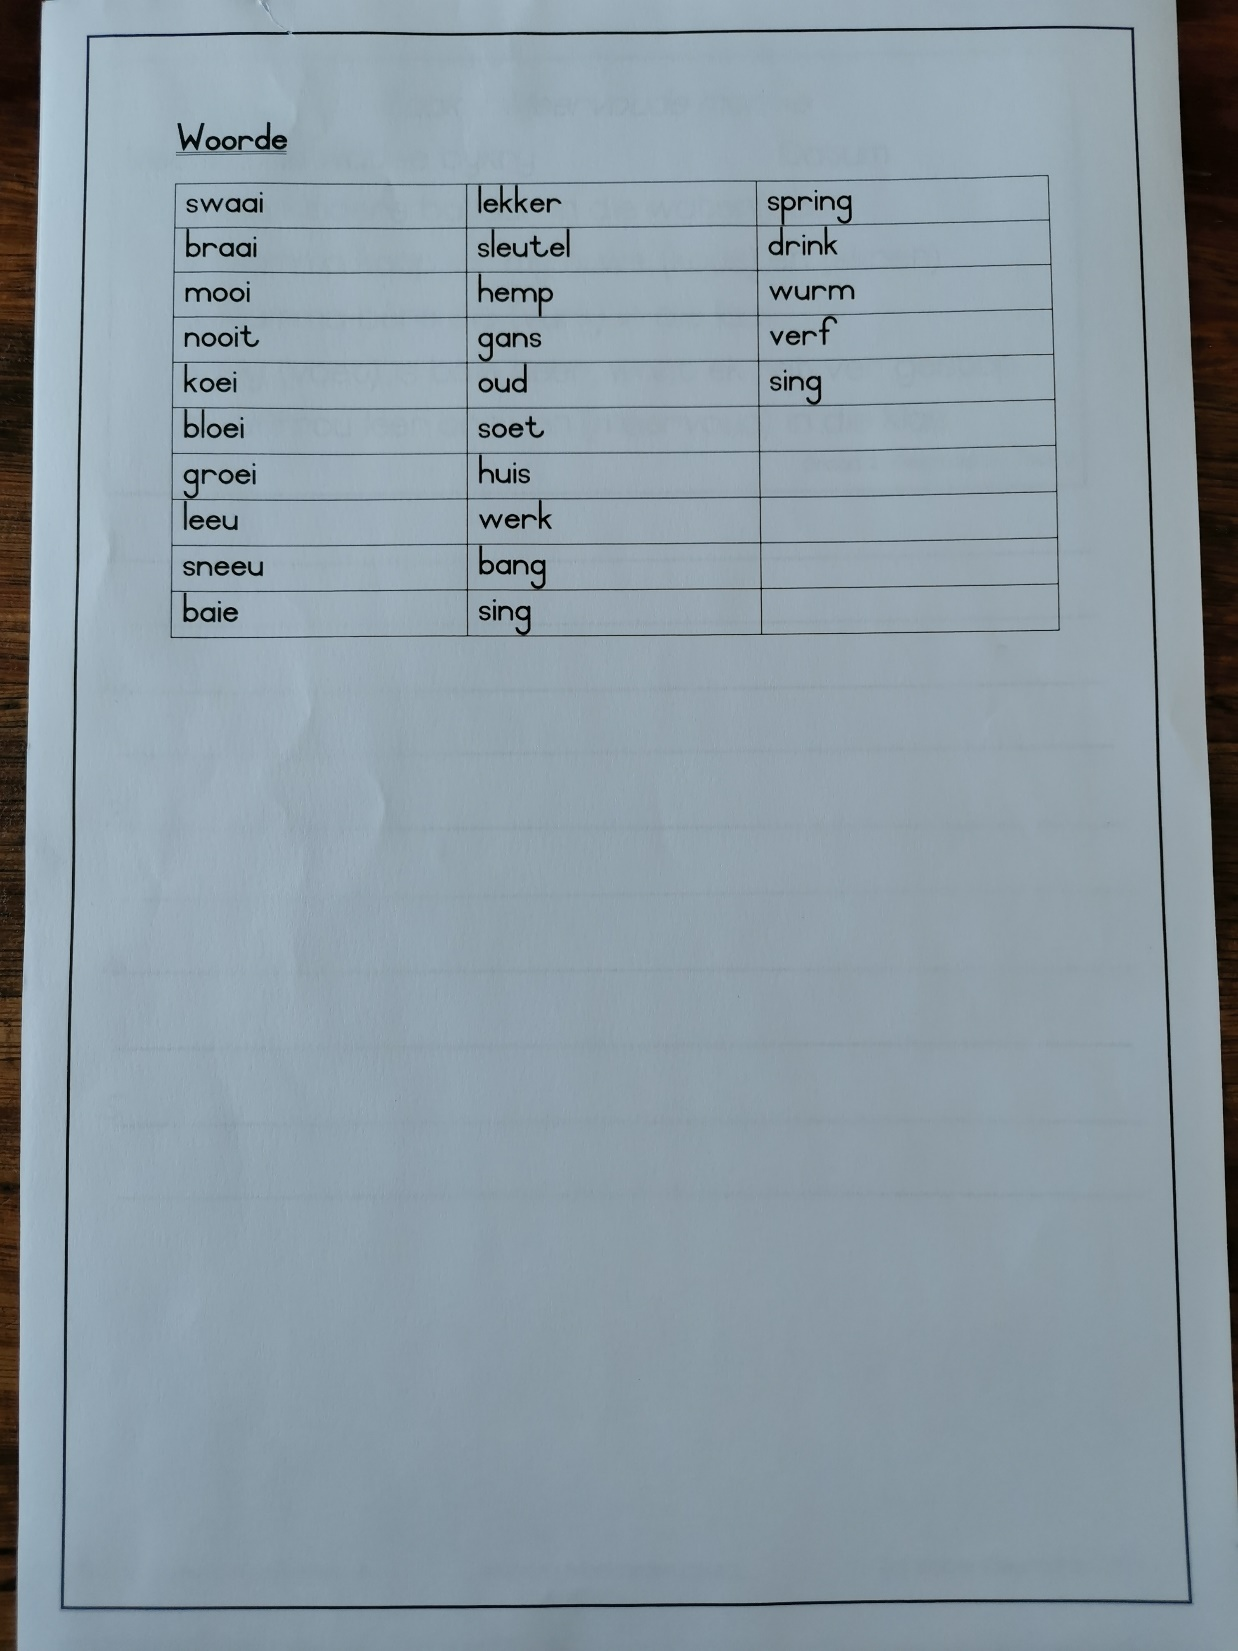 Woorde
swaai lekker spring
braai sleutel drink
mooi hemp wurm
nooit gans verf
koei oud sing
bloei soet
groei huis
leeu werk
sneeu bang
baie sing